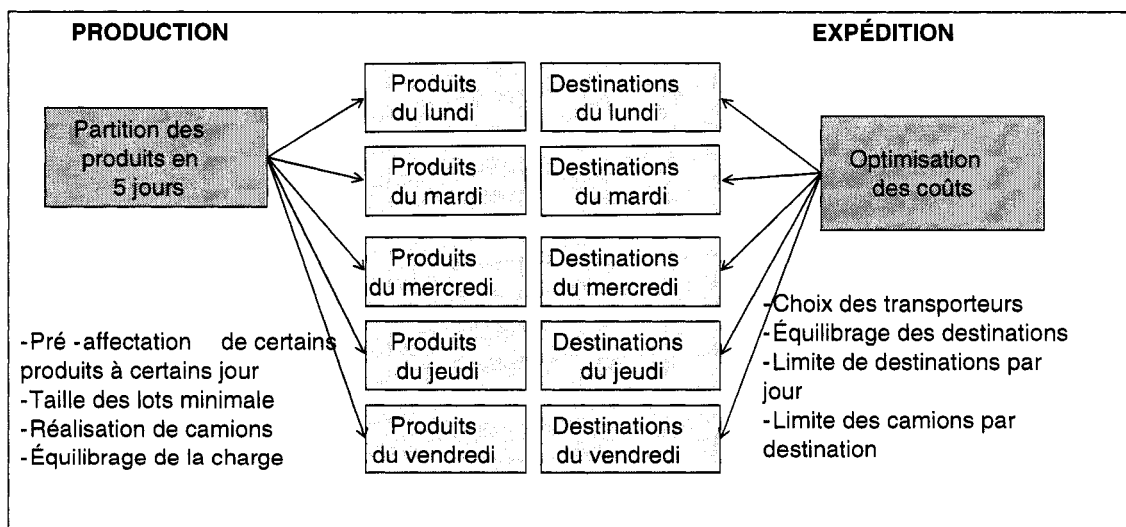 PRODUCTION
EXPÉDITION
Partition des
produits en
5 jours
Produits
du lundi
Destinations
du lundi
Produits
du mardi
Destinations
du mardi
Produits
du mercredi
Destinations
du mercredi
Produits
du jeudi
Destinations
du jeudi
Produits
du vendredi
Destinations
du vendredi
Optimisation
des coûts
-Pré -affectation de certains
produits à certains jour
-Taille des lots minimale
-Réalisation de camions
-Équilibrage de la charge
-Choix des transporteurs
-Équilibrage des destinations
-Limite de destinations par
jour
-Limite des camions par
destination